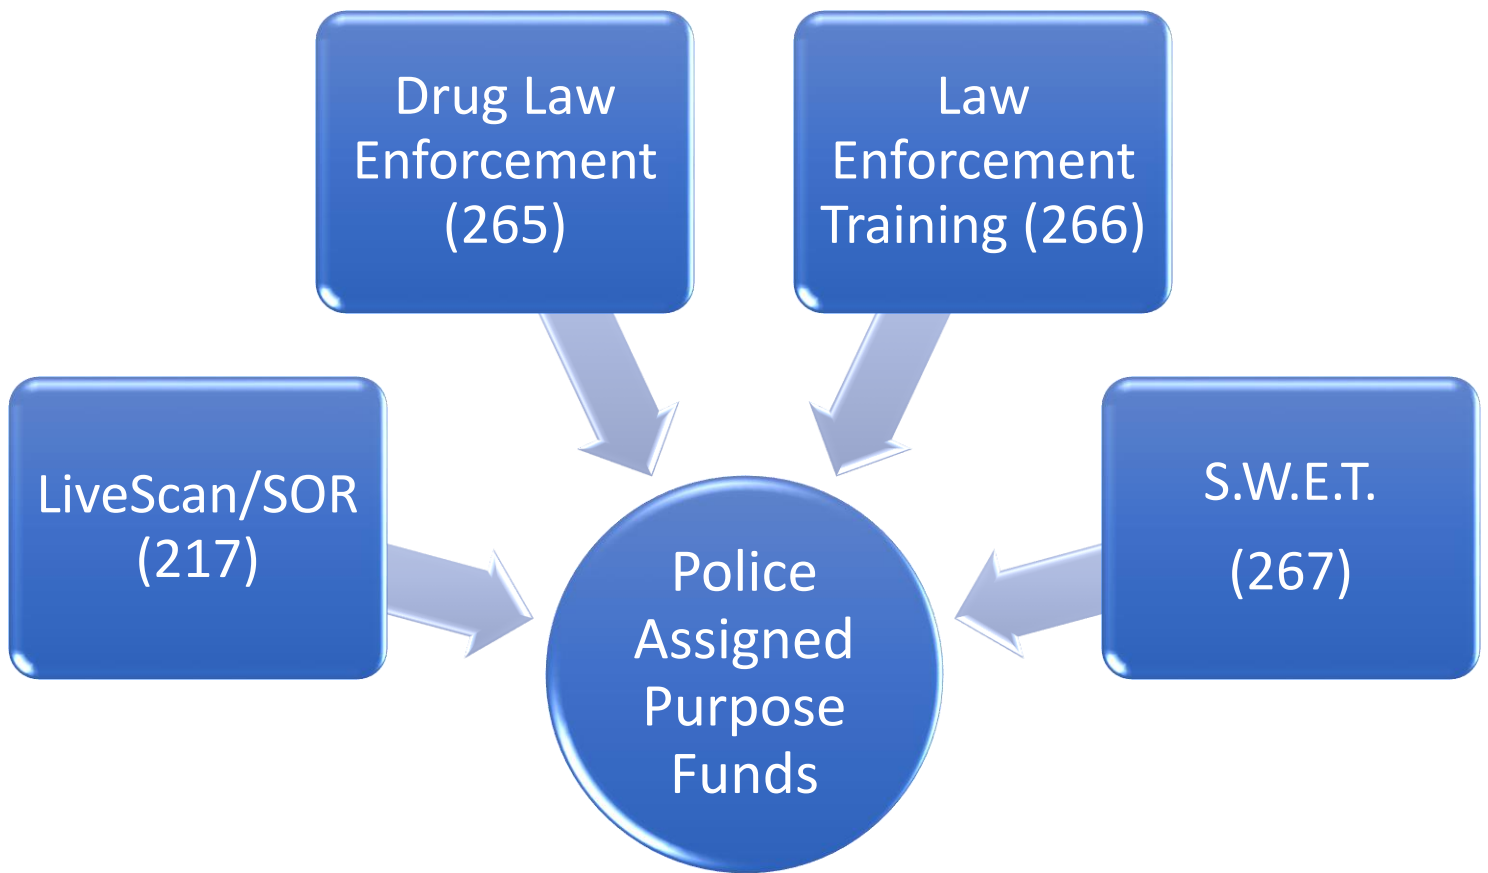 Drug Law
Enforcement
(265)
Law
Enforcement
Training (266)
LiveScan/SOR
(217)
S.W.E.T.
(267)
Police
Assigned
Purpose
Funds